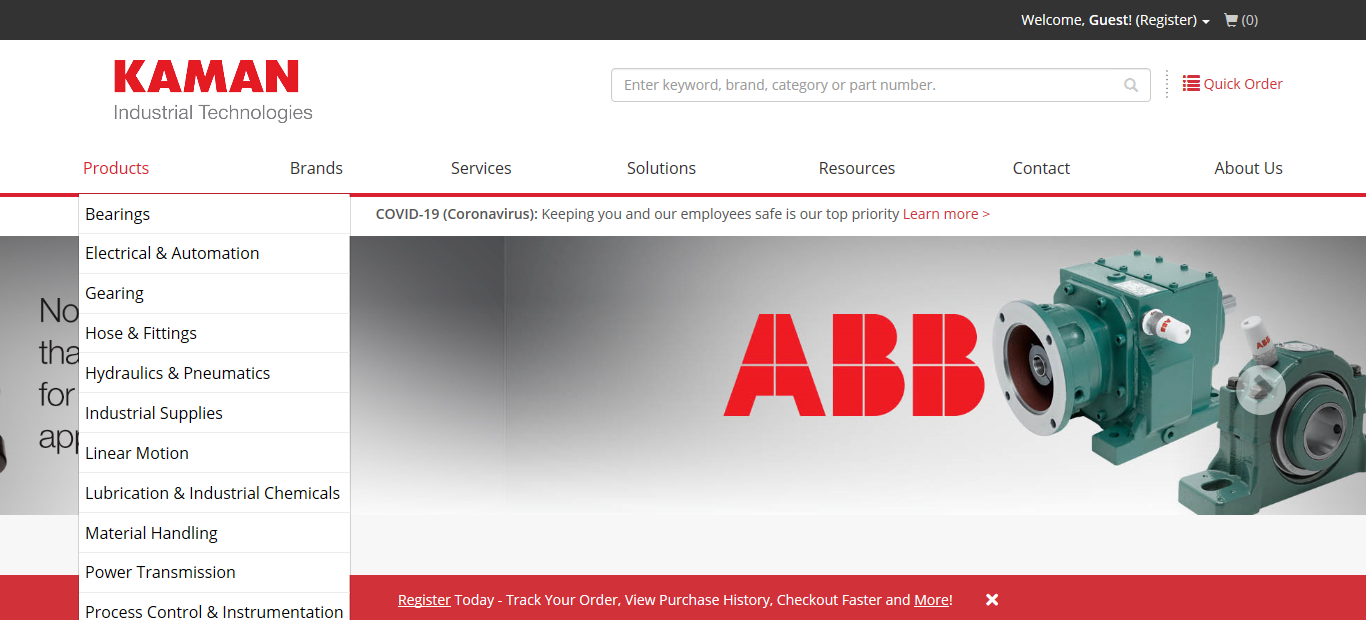 Welcome, Guest! (Register) (0)
KAMAN
Industrial Technologies
Enter keyword, brand, category or part number.
Quick Order
Products Brands Services Solutions Resources Contact About Us
COVID-19 (Coronavirus): Keeping you and our employees safe is our top priority Learn more >
Bearings
Electrical & Automation
Gearing
Hose & Fittings
Hydraulics & Pneumatics
Industrial Supplies
Linear Motion
Lubrication & Industrial Chemicals
Material Handling
Power Transmission
Process Control & Instrumentation
for
ABB
ABB
ABB
Register Today - Track Your Order, View Purchase History, Checkout Faster and More!